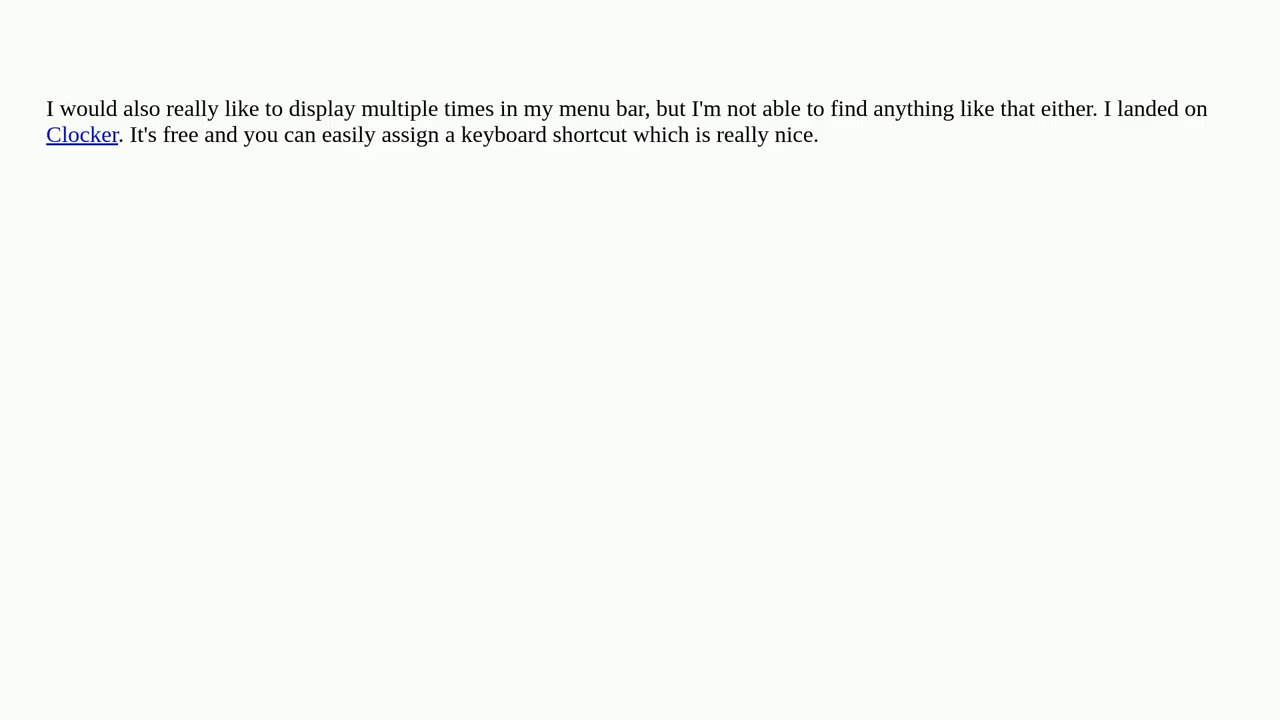 I would also really like to display multiple times in my menu bar, but I'm not able to find anything like that either. I landed on
Clocker. It's free and you can easily assign a keyboard shortcut which is really nice.